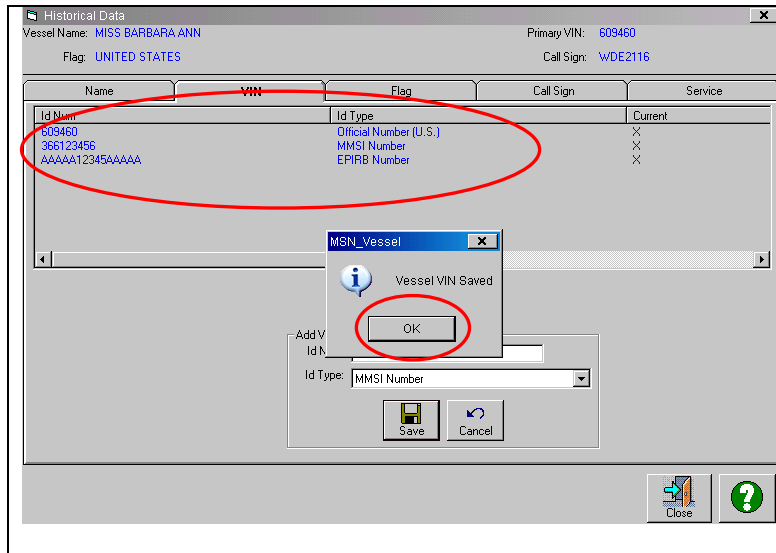 Historical Data
Vessel Name: MISS BARBARA ANN Primary VIN: 609460
Flag: UNITED STATES Call Sign: WDE2116
Name VIN Flag Call Sign Service
Id Num Id Type Current
609460 Official Number (U.S.) X
366123456 MMSI Number X
AAAAA12345AAAAA EPIRB Number X
MSN_Vessel
Vessel VIN Saved
OK
Add V
Id N
Id Type: MMSI Number
Save Cancel
Close